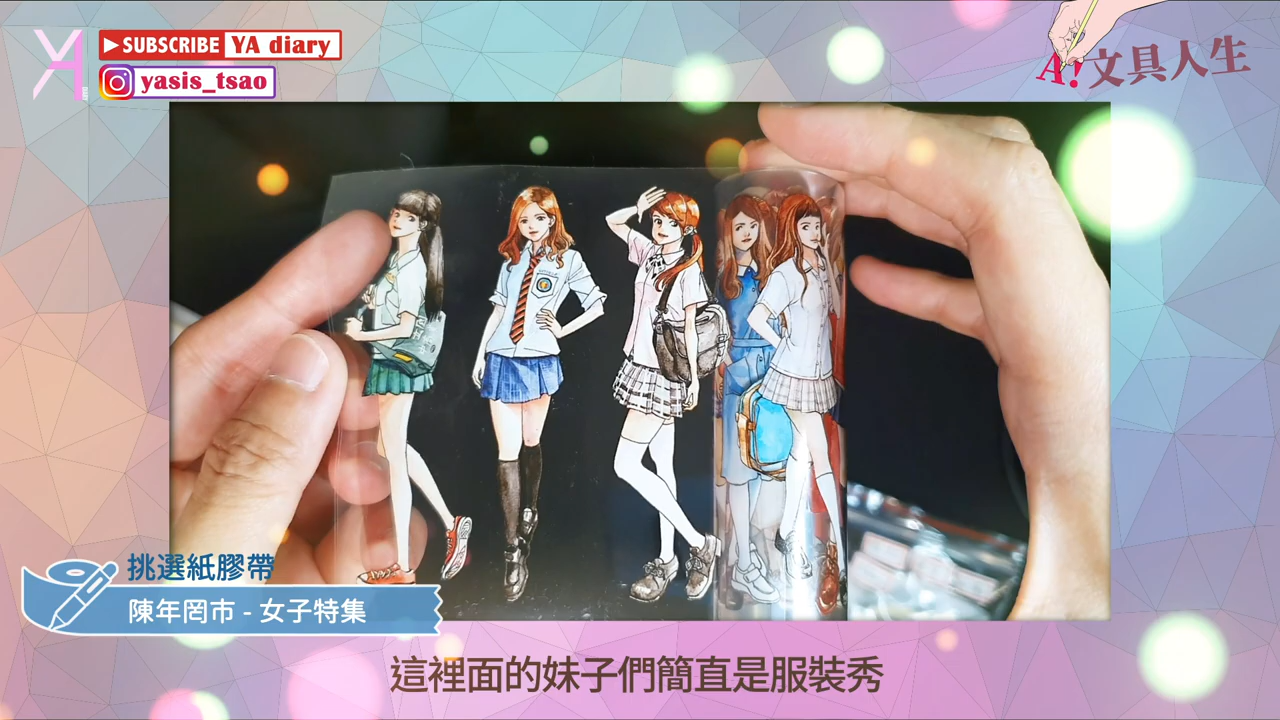 SUBSCRIBE YA diary
yasis_tsao
A!文具人生
挑選紙膠帶
陳年罔市 - 女子特集
這裡面的妹子們簡直是服裝秀